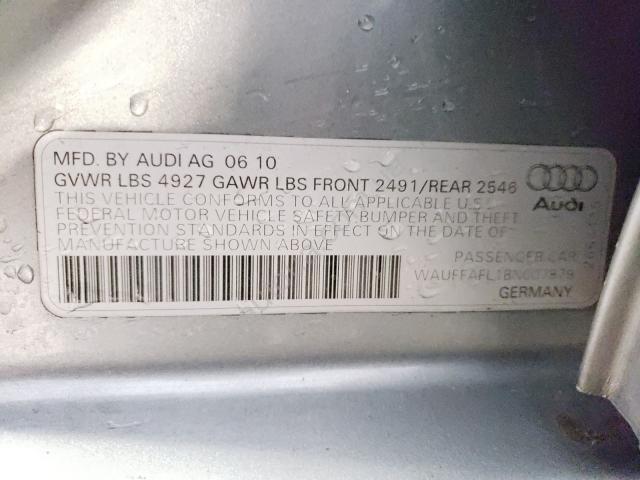 MFD. BY AUDI AG 06 10
GVWR LBS 4927 GAWR LBS FRONT 2491/REAR 2546
THIS VEHICLE CONFORMS TO ALL APPLICABLE U.S.
FEDERAL MOTOR VEHICLE SAFETY BUMPER AND THEFT
PREVENTION STANDARDS IN EFFECT ON THE DATE OF
MANUFACTURE SHOWN ABOVE
Audi
PASSENGER CAR
WAUFFAFL1BN007979
GERMANY